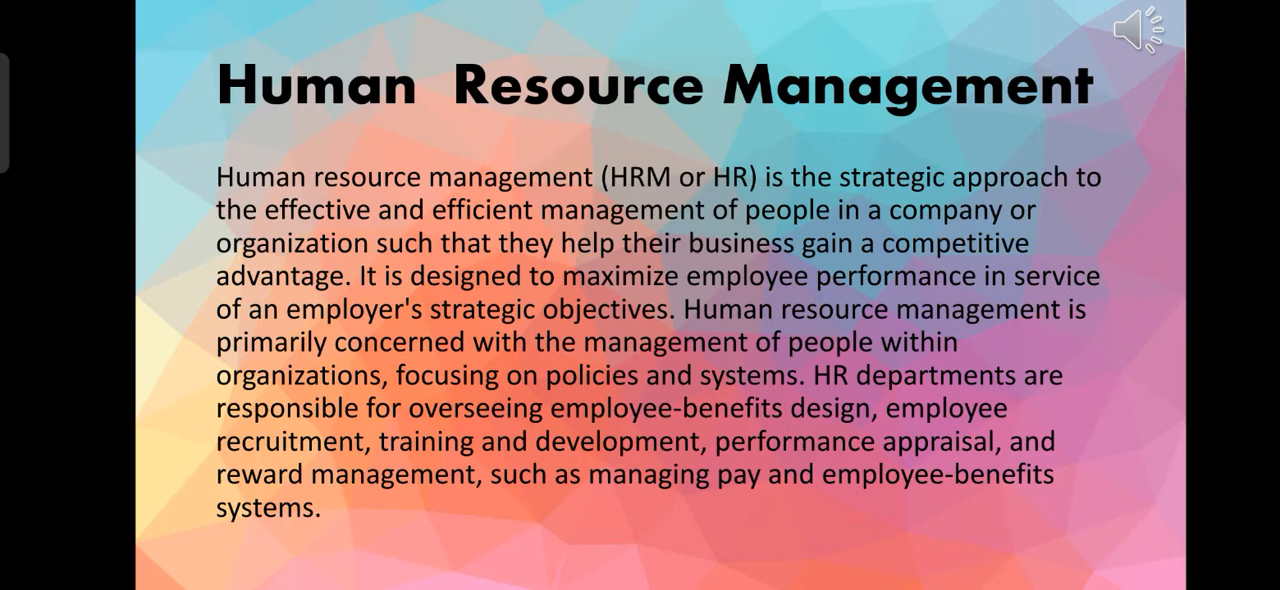 Human Resource Management
Human resource management (HRM or HR) is the strategic approach to
the effective and efficient management of people in a company or
organization such that they help their business gain a competitive
advantage. It is designed to maximize employee performance in service
of an employer's strategic objectives. Human resource management is
primarily concerned with the management of people within
organizations, focusing on policies and systems. HR departments are
responsible for overseeing employee-benefits design, employee
recruitment, training and development, performance appraisal, and
reward management, such as managing pay and employee-benefits
systems.